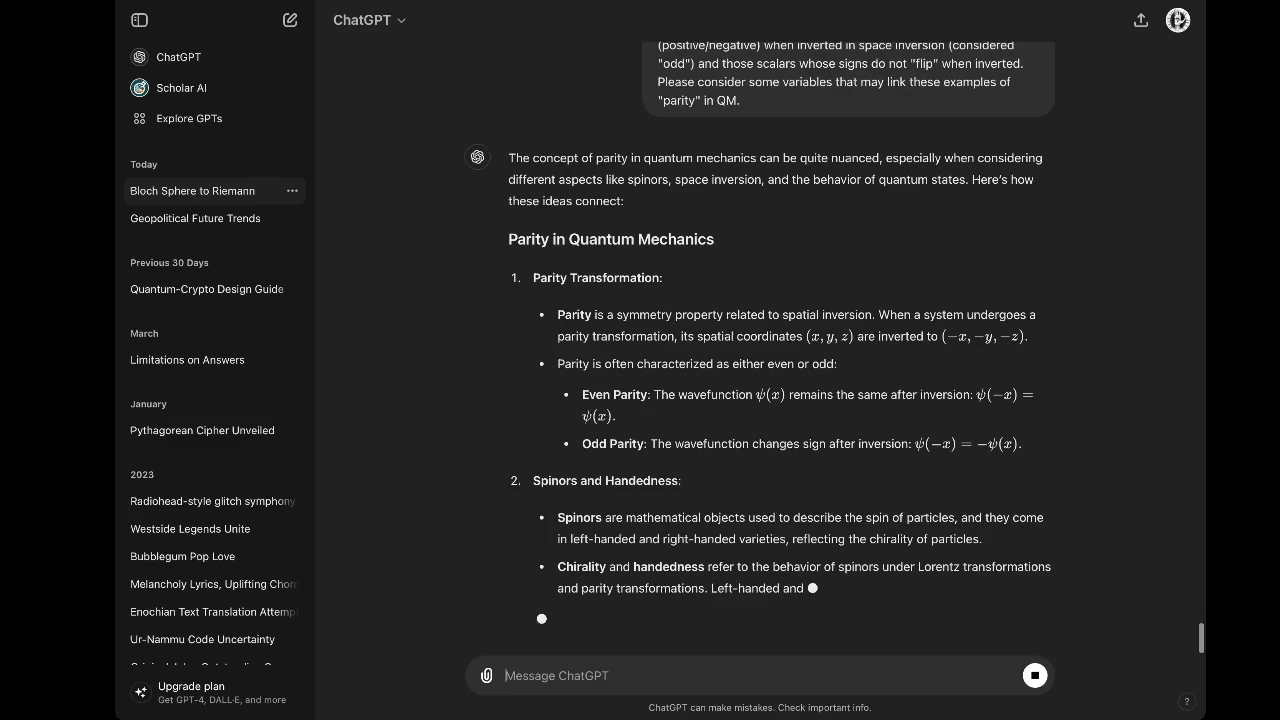 ChatGPT
ChatGPT
Scholar AI
Explore GPTs
Today
Bloch Sphere to Riemann
Geopolitical Future Trends
Previous 30 Days
Quantum-Crypto Design Guide
March
Limitations on Answers
January
Pythagorean Cipher Unveiled
2023
Radiohead-style glitch symphony
Westside Legends Unite
Bubblegum Pop Love
Melancholy Lyrics, Uplifting Chord
Enochian Text Translation Attempt
Ur-Nammu Code Uncertainty
Upgrade plan
Get GPT-4, DALL·E, and more
(positive/negative) when inverted in space inversion (considered
"odd") and those scalars whose signs do not "flip" when inverted.
Please consider some variables that may link these examples of
"parity" in QM.
The concept of parity in quantum mechanics can be quite nuanced, especially when considering
different aspects like spinors, space inversion, and the behavior of quantum states. Here's how
these ideas connect:
Parity in Quantum Mechanics
1. Parity Transformation:
• Parity is a symmetry property related to spatial inversion. When a system undergoes a
parity transformation, its spatial coordinates (x, y, z) are inverted to (−x, −y, −z).
• Parity is often characterized as either even or odd:
• Even Parity: The wavefunction ψ(x) remains the same after inversion: ψ(−x) =
ψ(x).
• Odd Parity: The wavefunction changes sign after inversion: ψ(−x) = −ψ(x).
2. Spinors and Handedness:
• Spinors are mathematical objects used to describe the spin of particles, and they come
in left-handed and right-handed varieties, reflecting the chirality of particles.
• Chirality and handedness refer to the behavior of spinors under Lorentz transformations
and parity transformations. Left-handed and
Message ChatGPT
ChatGPT can make mistakes. Check important info.
?